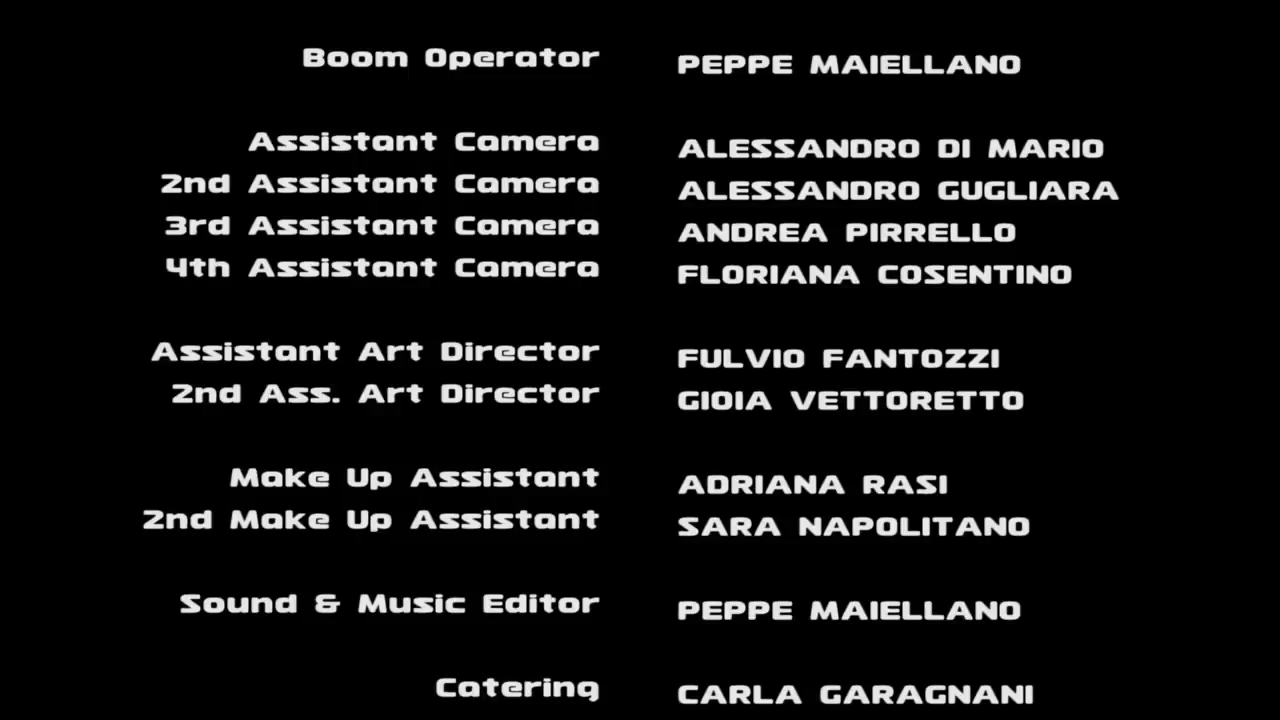 Boom Operator PEPPE MAIELLANO
Assistant Camera ALESSANDRO DI MARIO
2nd Assistant Camera ALESSANDRO GUGLIARA
3rd Assistant Camera ANDREA PIRRELLO
4th Assistant Camera FLORIANA COSENTINO
Assistant Art Director FULVIO FANTOZZI
2nd Ass. Art Director GIOIA VETTORETTO
Make Up Assistant ADRIANA RASI
2nd Make Up Assistant SARA NAPOLITANO
Sound & Music Editor PEPPE MAIELLANO
Catering CARLA GARAGNANI